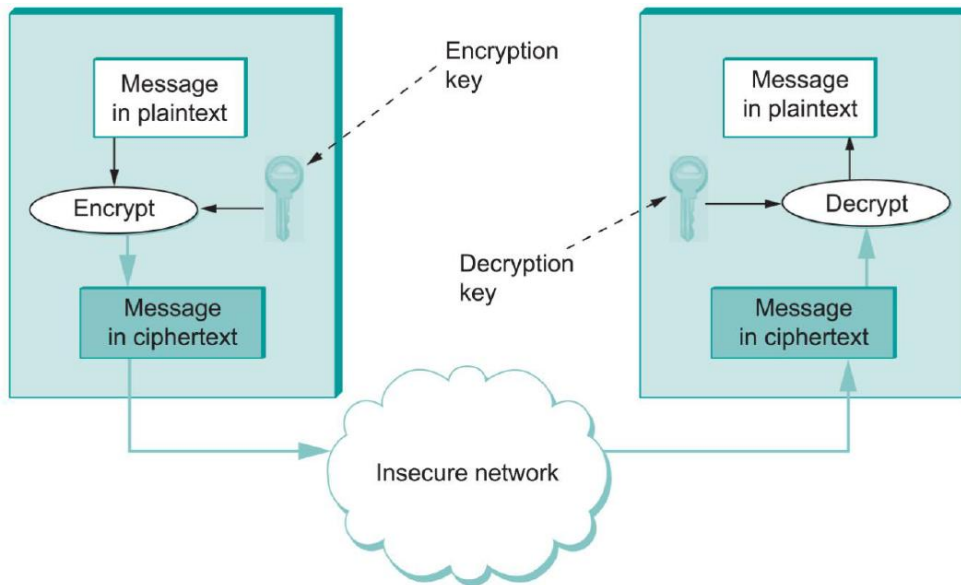 Message
in plaintext
Encrypt
Message
in ciphertext
Encryption
key
Decryption
key
Insecure network
Message
in plaintext
Decrypt
Message
in ciphertext